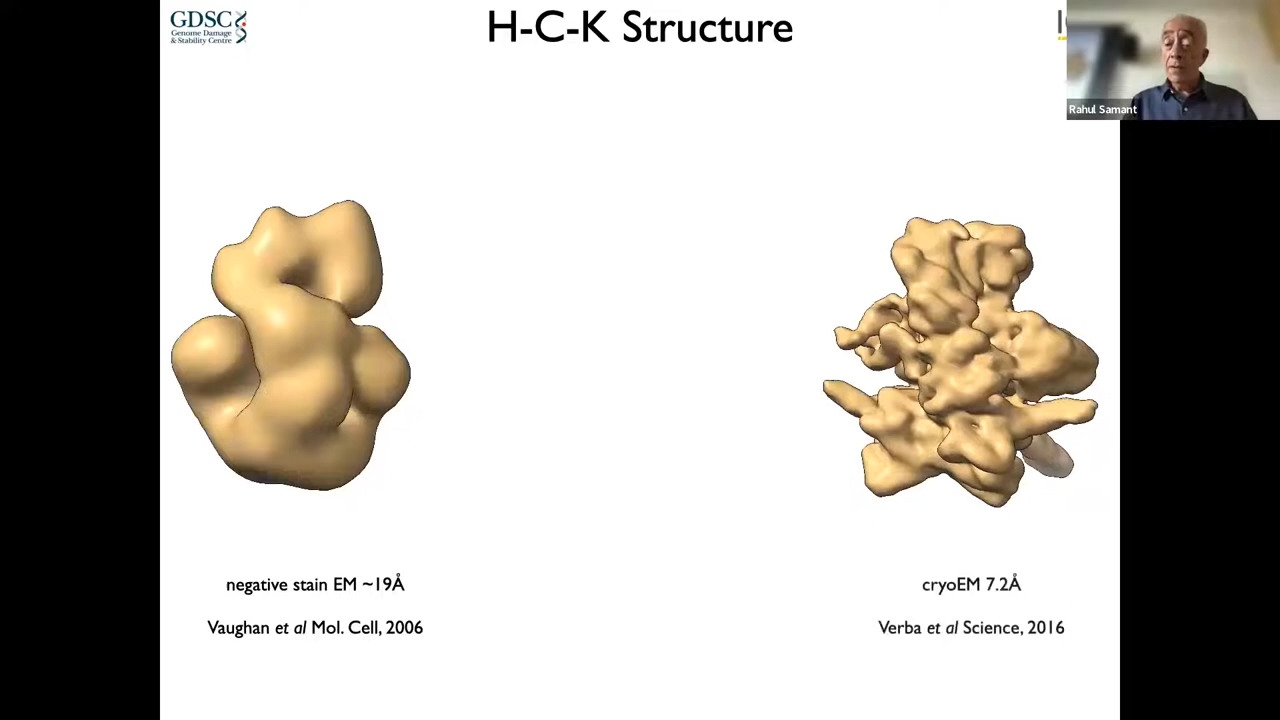 GDSC
Genome Damage
& Stability Centre
H-C-K Structure
Rahul Samant
negative stain EM ~19Å
cryoEM 7.2Å
Vaughan et al Mol. Cell, 2006
Verba et al Science, 2016